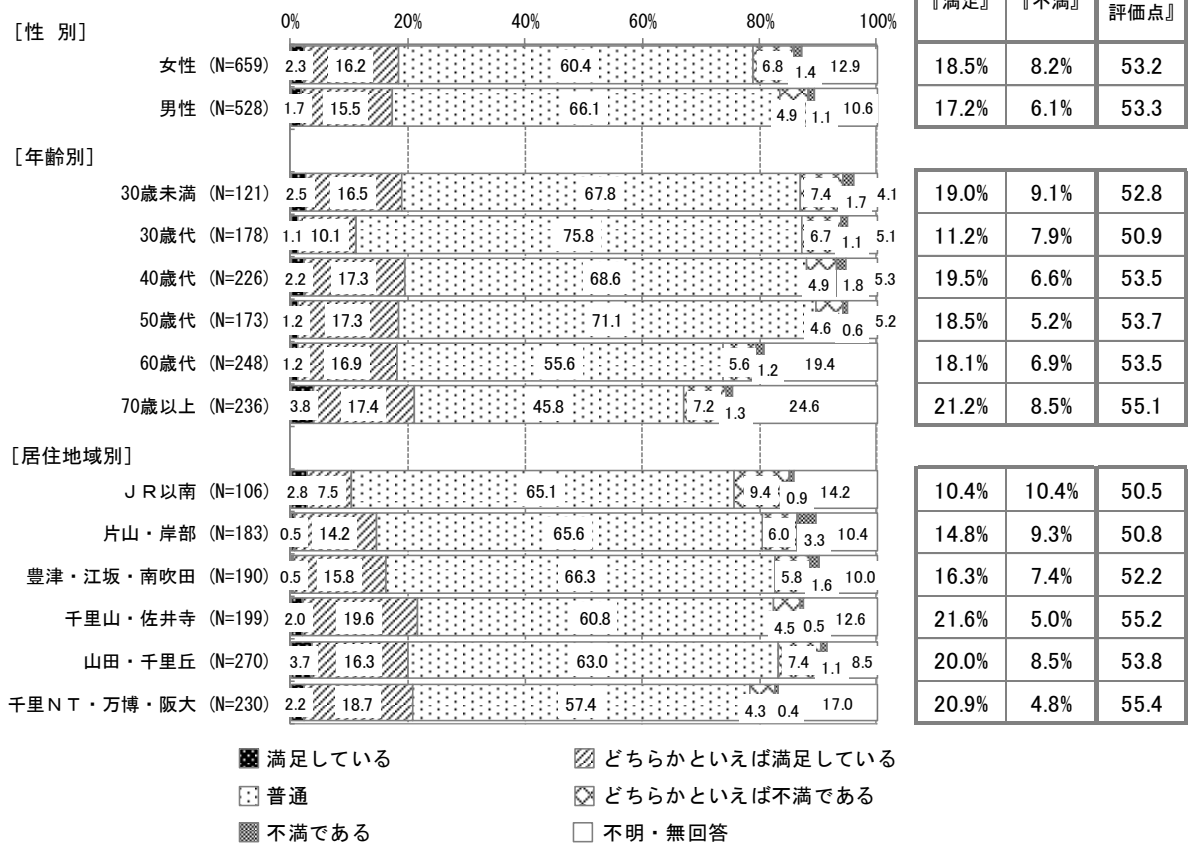 『満足』 『不満』 評価点』
0% 20% 40% 60% 80% 100%
［性 別］
女性 (N=659) 2.3 16.2 60.4 6.8 1.4 12.9 18.5% 8.2% 53.2
男性 (N=528) 1.7 15.5 66.1 4.9 1.1 10.6 17.2% 6.1% 53.3
［年齢別］
30歳未満 (N=121) 2.5 16.5 67.8 7.4 1.7 4.1 19.0% 9.1% 52.8
30歳代 (N=178) 1.1 10.1 75.8 6.7 1.1 5.1 11.2% 7.9% 50.9
40歳代 (N=226) 2.2 17.3 68.6 4.9 1.8 5.3 19.5% 6.6% 53.5
50歳代 (N=173) 1.2 17.3 71.1 4.6 0.6 5.2 18.5% 5.2% 53.7
60歳代 (N=248) 1.2 16.9 55.6 5.6 1.2 19.4 18.1% 6.9% 53.5
70歳以上 (N=236) 3.8 17.4 45.8 7.2 1.3 24.6 21.2% 8.5% 55.1
［居住地域別］
ＪＲ以南 (N=106) 2.8 7.5 65.1 9.4 0.9 14.2 10.4% 10.4% 50.5
片山・岸部 (N=183) 0.5 14.2 65.6 6.0 3.3 10.4 14.8% 9.3% 50.8
豊津・江坂・南吹田 (N=190) 0.5 15.8 66.3 5.8 1.6 10.0 16.3% 7.4% 52.2
千里山・佐井寺 (N=199) 2.0 19.6 60.8 4.5 0.5 12.6 21.6% 5.0% 55.2
山田・千里丘 (N=270) 3.7 16.3 63.0 7.4 1.1 8.5 20.0% 8.5% 53.8
千里ＮＴ・万博・阪大 (N=230) 2.2 18.7 57.4 4.3 0.4 17.0 20.9% 4.8% 55.4
満足している どちらかといえば満足している
普通 どちらかといえば不満である
不満である 不明・無回答